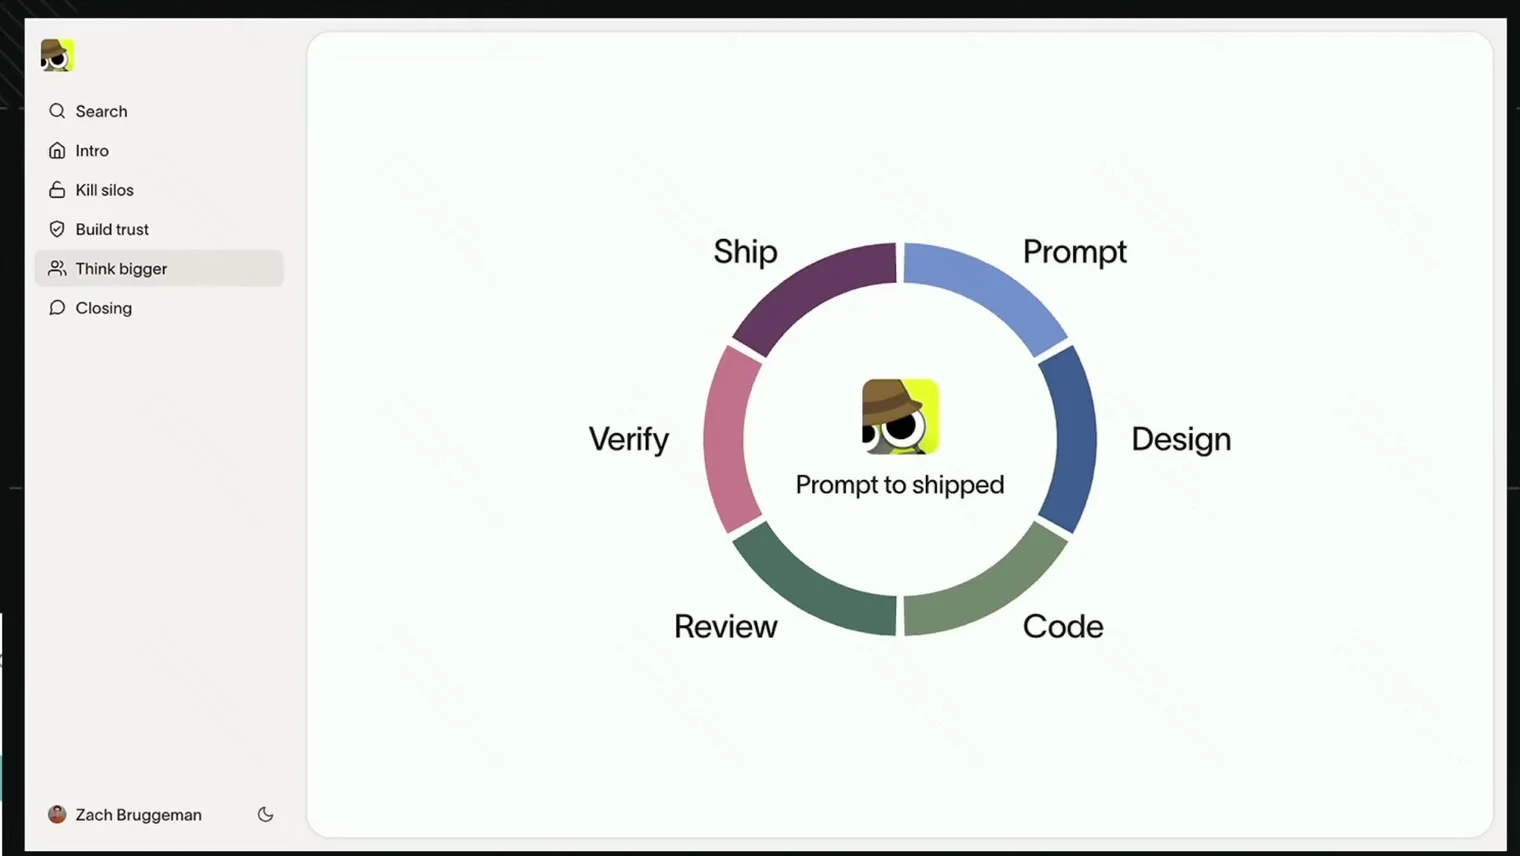 Search
Intro
Kill silos
Build trust
Think bigger
Closing
Zach Bruggeman
Ship
Prompt
Verify
Design
Prompt to shipped
Review
Code